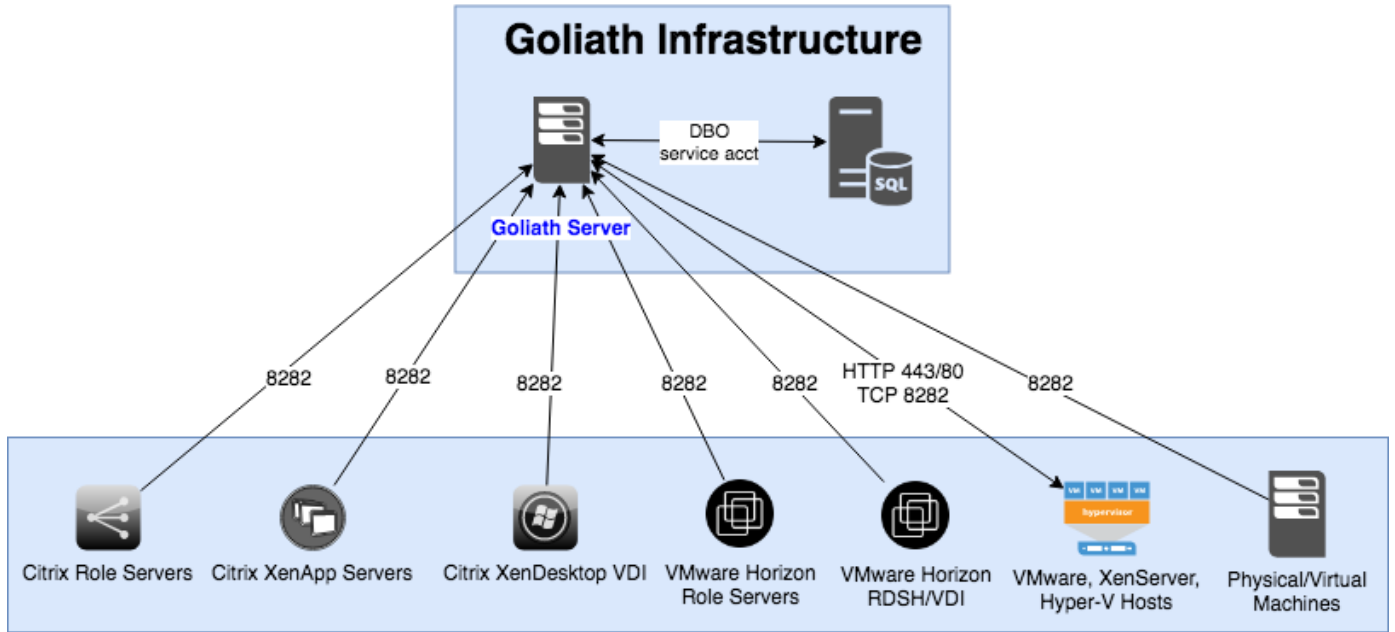 Goliath Infrastructure
DBO
service acct
SQL
Goliath Server
8282
8282
8282
8282
8282
HTTP 443/80
TCP 8282
8282
VM VM VM VM
hypervisor
Citrix Role Servers
Citrix XenApp Servers
Citrix XenDesktop VDI
VMware Horizon
Role Servers
VMware Horizon
RDSH/VDI
VMware, XenServer,
Hyper-V Hosts
Physical/Virtual
Machines